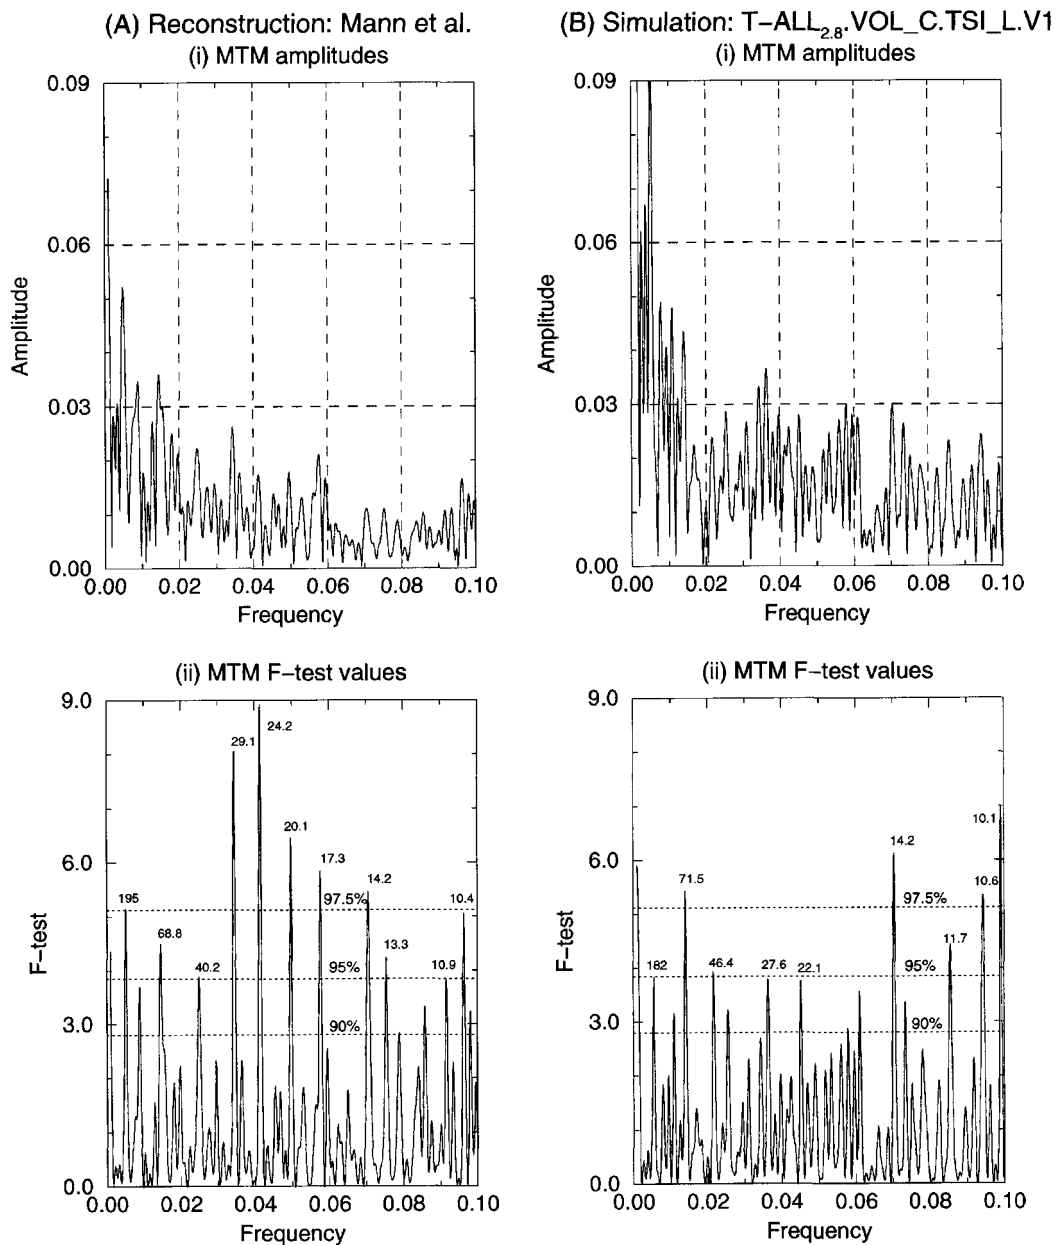 (A) Reconstruction: Mann et al.
(i) MTM amplitudes
0.09
0.06
0.03
0.00
Amplitude
0.00 0.02 0.04 0.06 0.08 0.10
Frequency
(B) Simulation: T−ALL2.8.VOL_C.TSI_L.V1
(i) MTM amplitudes
0.09
0.06
0.03
0.00
Amplitude
0.00 0.02 0.04 0.06 0.08 0.10
Frequency
(ii) MTM F−test values
9.0
6.0
3.0
0.0
F−test
195
68.8
40.2
29.1
24.2
20.1
17.3
14.2
13.3
10.9
10.4
97.5%
95%
90%
0.00 0.02 0.04 0.06 0.08 0.10
Frequency
(ii) MTM F−test values
9.0
6.0
3.0
0.0
F−test
182
71.5
46.4
27.6
22.1
14.2
11.7
10.6
10.1
97.5%
95%
90%
0.00 0.02 0.04 0.06 0.08 0.10
Frequency